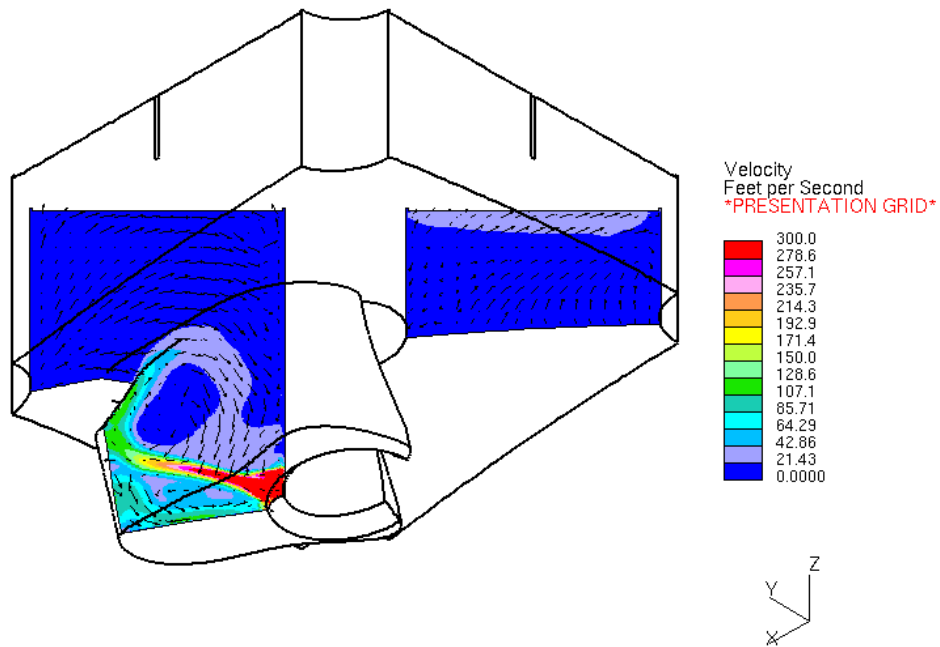 Velocity
Feet per Second
*PRESENTATION GRID*
300.0
278.6
257.1
235.7
214.3
192.9
171.4
150.0
128.6
107.1
85.71
64.29
42.86
21.43
0.0000
Z
Y
X